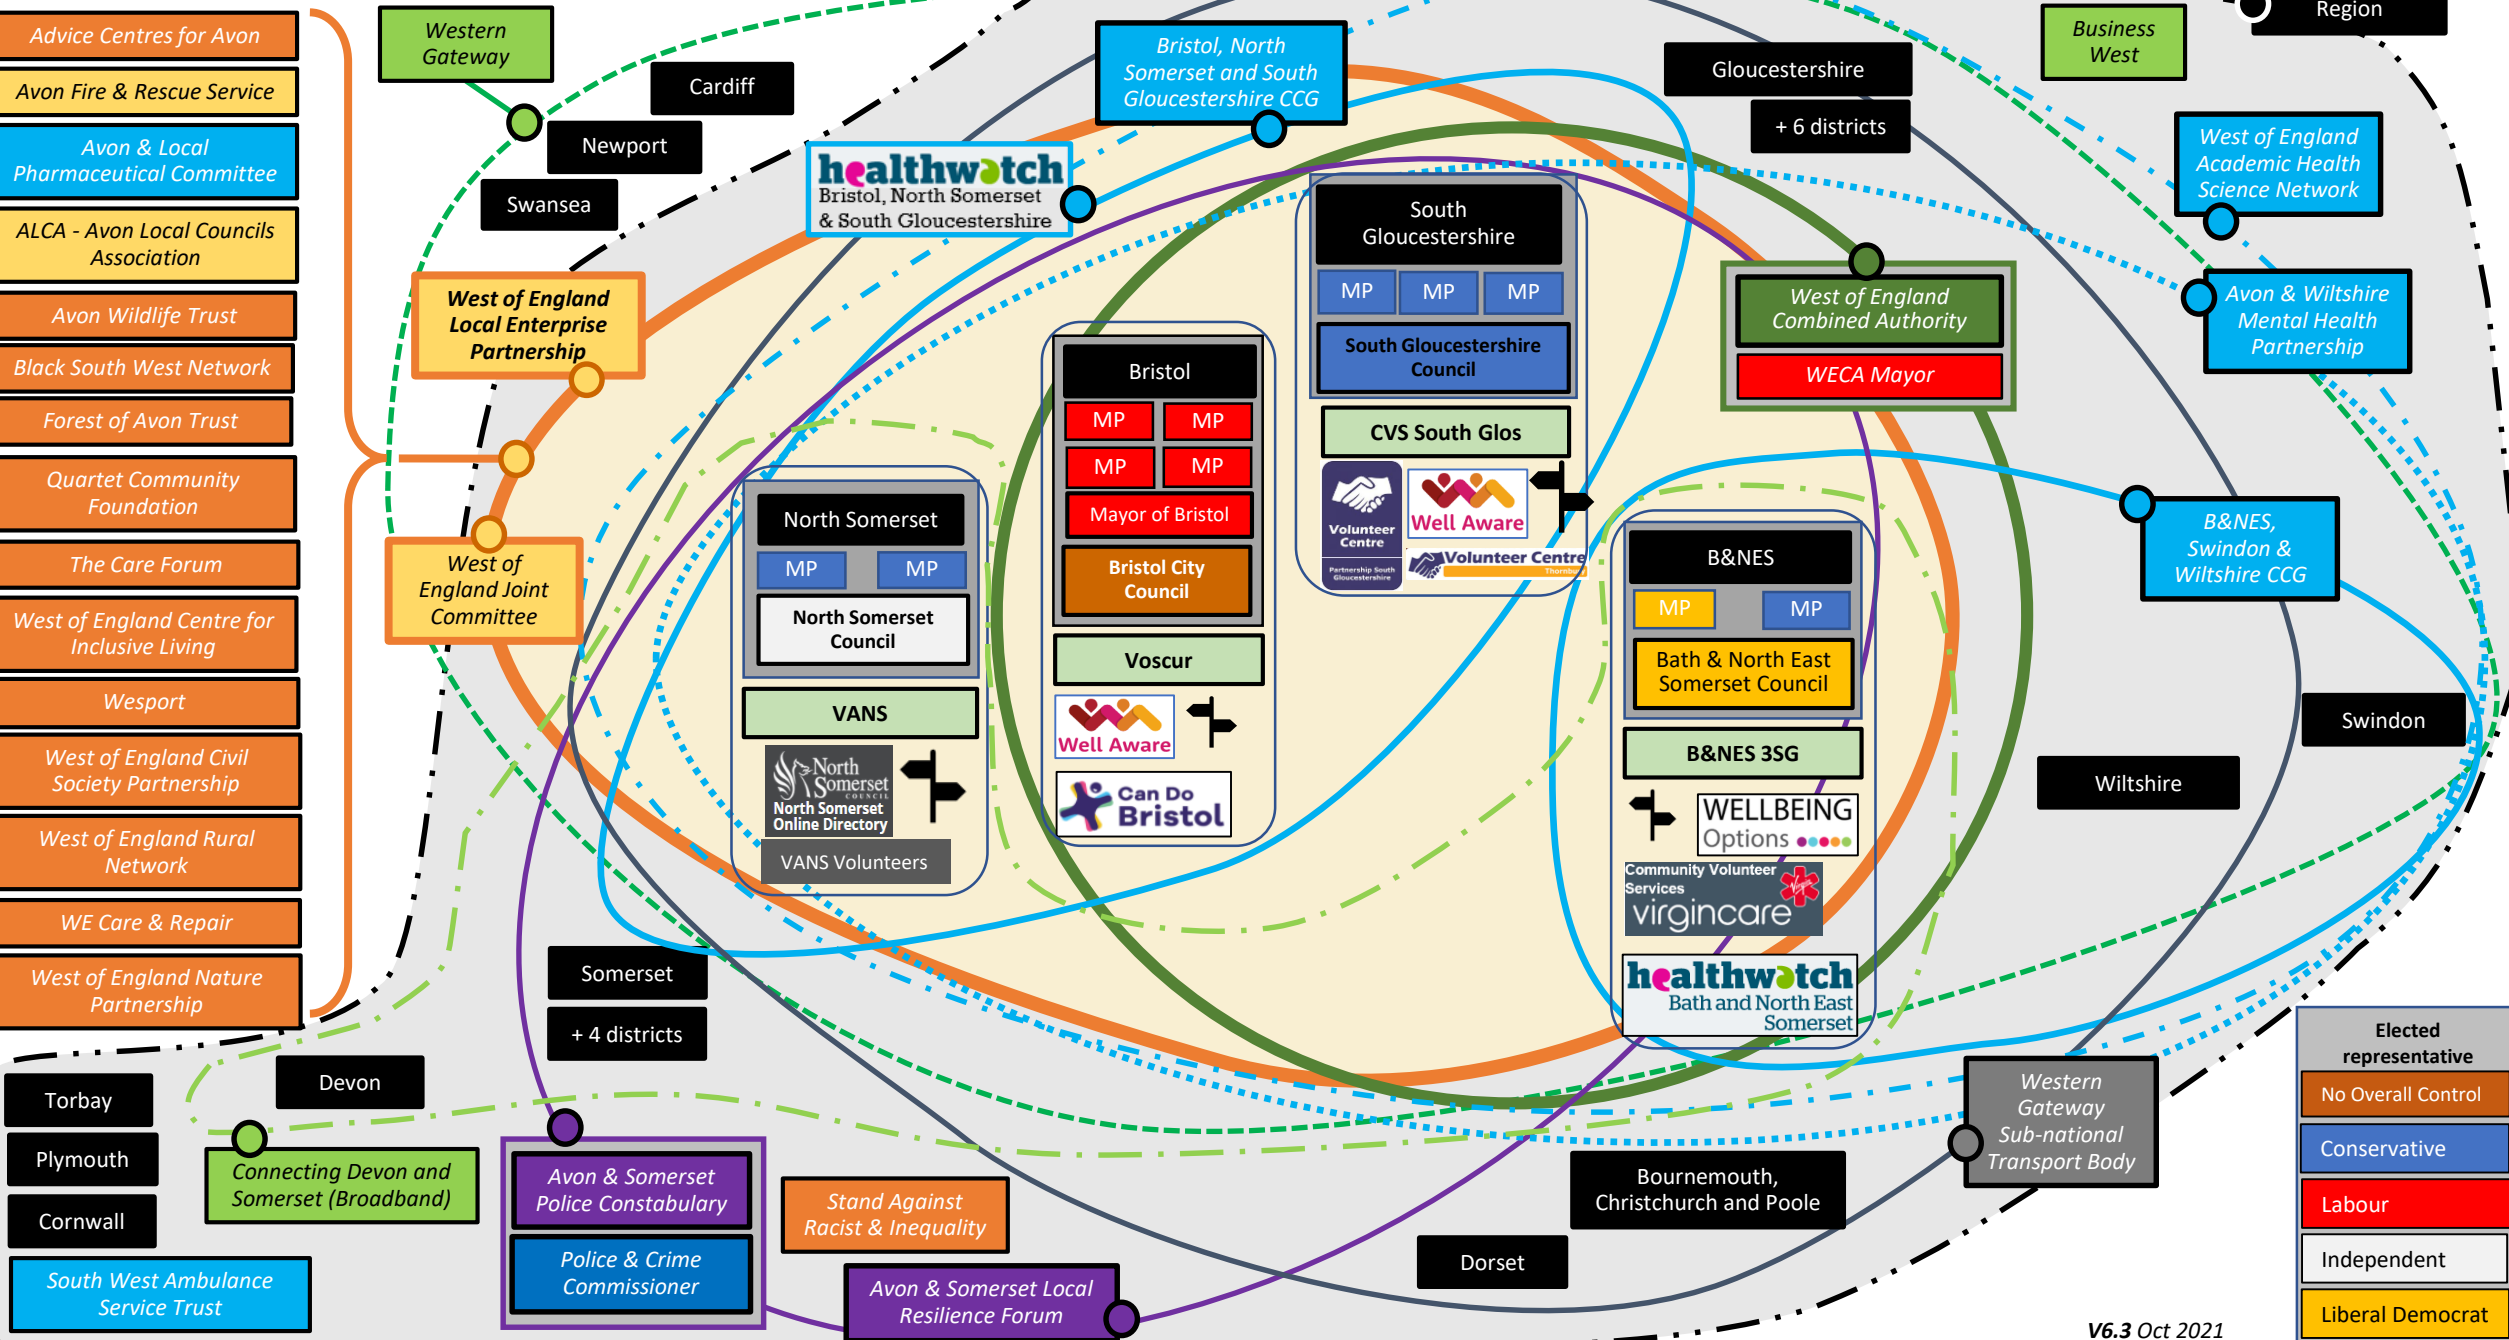 Advice Centres for Avon
Avon Fire & Rescue Service
Avon & Local
Pharmaceutical Committee
ALCA - Avon Local Councils
Association
Avon Wildlife Trust
Black South West Network
Forest of Avon Trust
Quartet Community
Foundation
The Care Forum
West of England Centre for
Inclusive Living
Wesport
West of England Civil
Society Partnership
West of England Rural
Network
WE Care & Repair
West of England Nature
Partnership
Western
Gateway
Cardiff
Newport
Swansea
West of England
Local Enterprise
Partnership
West of
England Joint
Committee
healthwatch
Bristol, North Somerset
& South Gloucestershire
Bristol, North
Somerset and South
Gloucestershire CCG
Gloucestershire
+ 6 districts
Business
West
Region
West of England
Academic Health
Science Network
Avon & Wiltshire
Mental Health
Partnership
West of England
Combined Authority
WECA Mayor
South
Gloucestershire
MP
MP
MP
South Gloucestershire
Council
CVS South Glos
Volunteer
Centre
Partnership South
Gloucestershire
Well Aware
Volunteer Centre
Thornbury
Bristol
MP
MP
MP
MP
Mayor of Bristol
Bristol City
Council
Voscur
Well Aware
Can Do
Bristol
North Somerset
MP
MP
North Somerset
Council
VANS
North
Somerset
COUNCIL
North Somerset
Online Directory
VANS Volunteers
B&NES
MP
MP
Bath & North East
Somerset Council
B&NES 3SG
WELLBEING
Options
Community Volunteer
Services
virgincare
healthwatch
Bath and North East
Somerset
B&NES,
Swindon &
Wiltshire CCG
Swindon
Wiltshire
Somerset
+ 4 districts
Devon
Torbay
Plymouth
Cornwall
South West Ambulance
Service Trust
Connecting Devon and
Somerset (Broadband)
Avon & Somerset
Police Constabulary
Police & Crime
Commissioner
Stand Against
Racist & Inequality
Avon & Somerset Local
Resilience Forum
Dorset
Bournemouth,
Christchurch and Poole
Western
Gateway
Sub-national
Transport Body
Elected
representative
No Overall Control
Conservative
Labour
Independent
Liberal Democrat
V6.3 Oct 2021